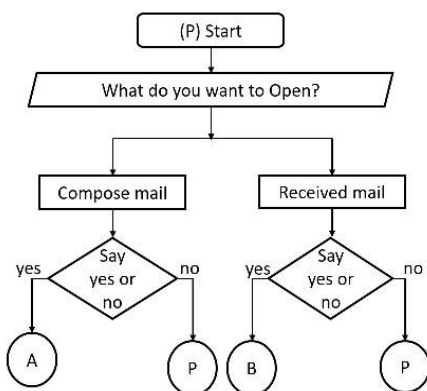 (P) Start
What do you want to Open?
Compose mail
Received mail
Say
yes or
no
yes
no
Say
yes or
no
yes
no
A
P
B
P